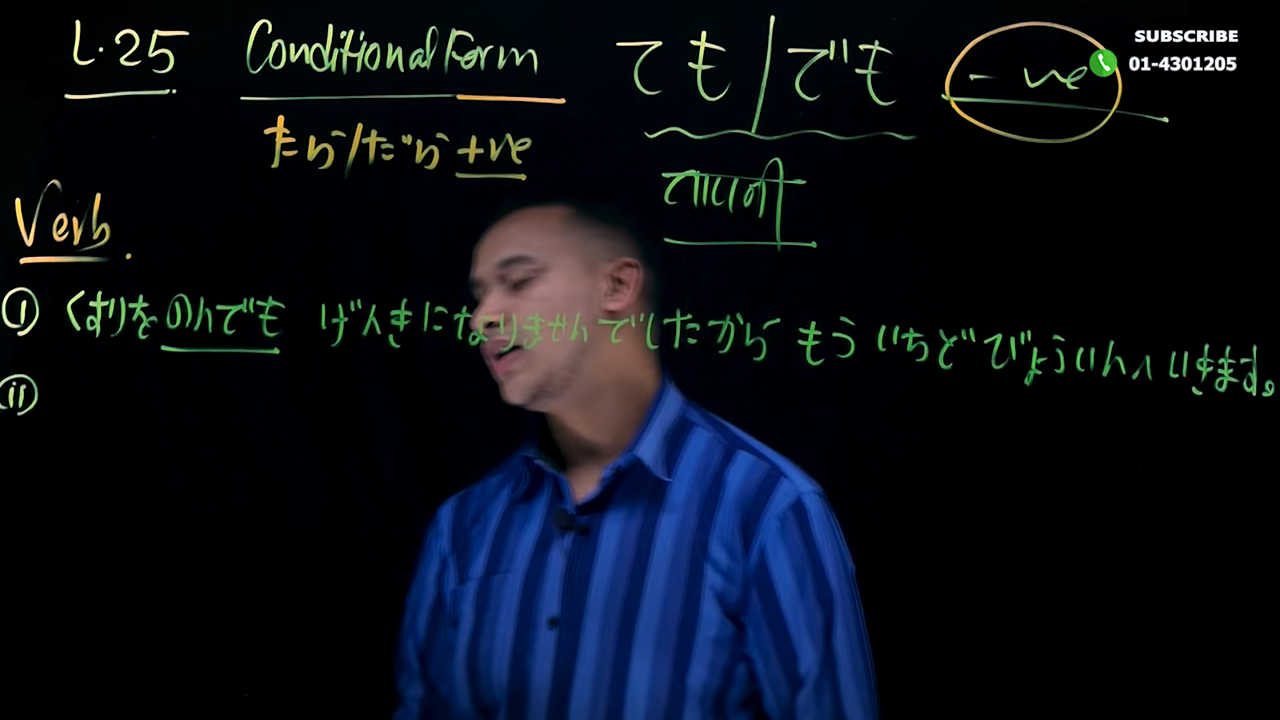 L.25 Conditional Form ても/でも -ve
SUBSCRIBE
01-4301205
たら/だら +ve
तापनी
Verb.
① くすりを のんでも げんきになりませんでしたから もう いちど びょういんへ いきます。
ⅱ